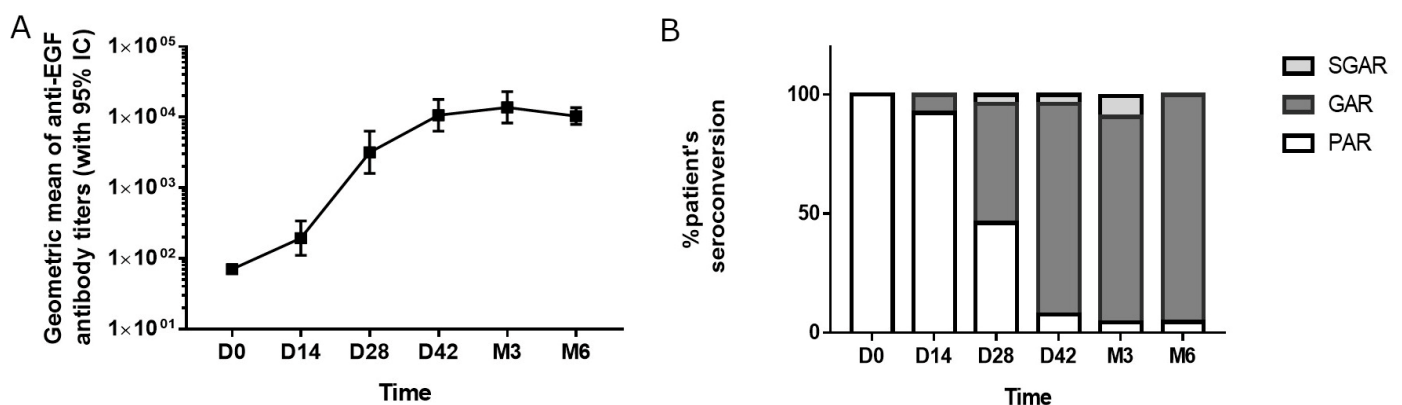 A
Geometric mean of anti-EGF
antibody titers (with 95% IC)
1×10⁰⁵
1×10⁰⁴
1×10⁰³
1×10⁰²
1×10⁰¹
D0 D14 D28 D42 M3 M6
Time
B
%patient's
seroconversion
100
50
0
D0 D14 D28 D42 M3 M6
Time
SGAR
GAR
PAR